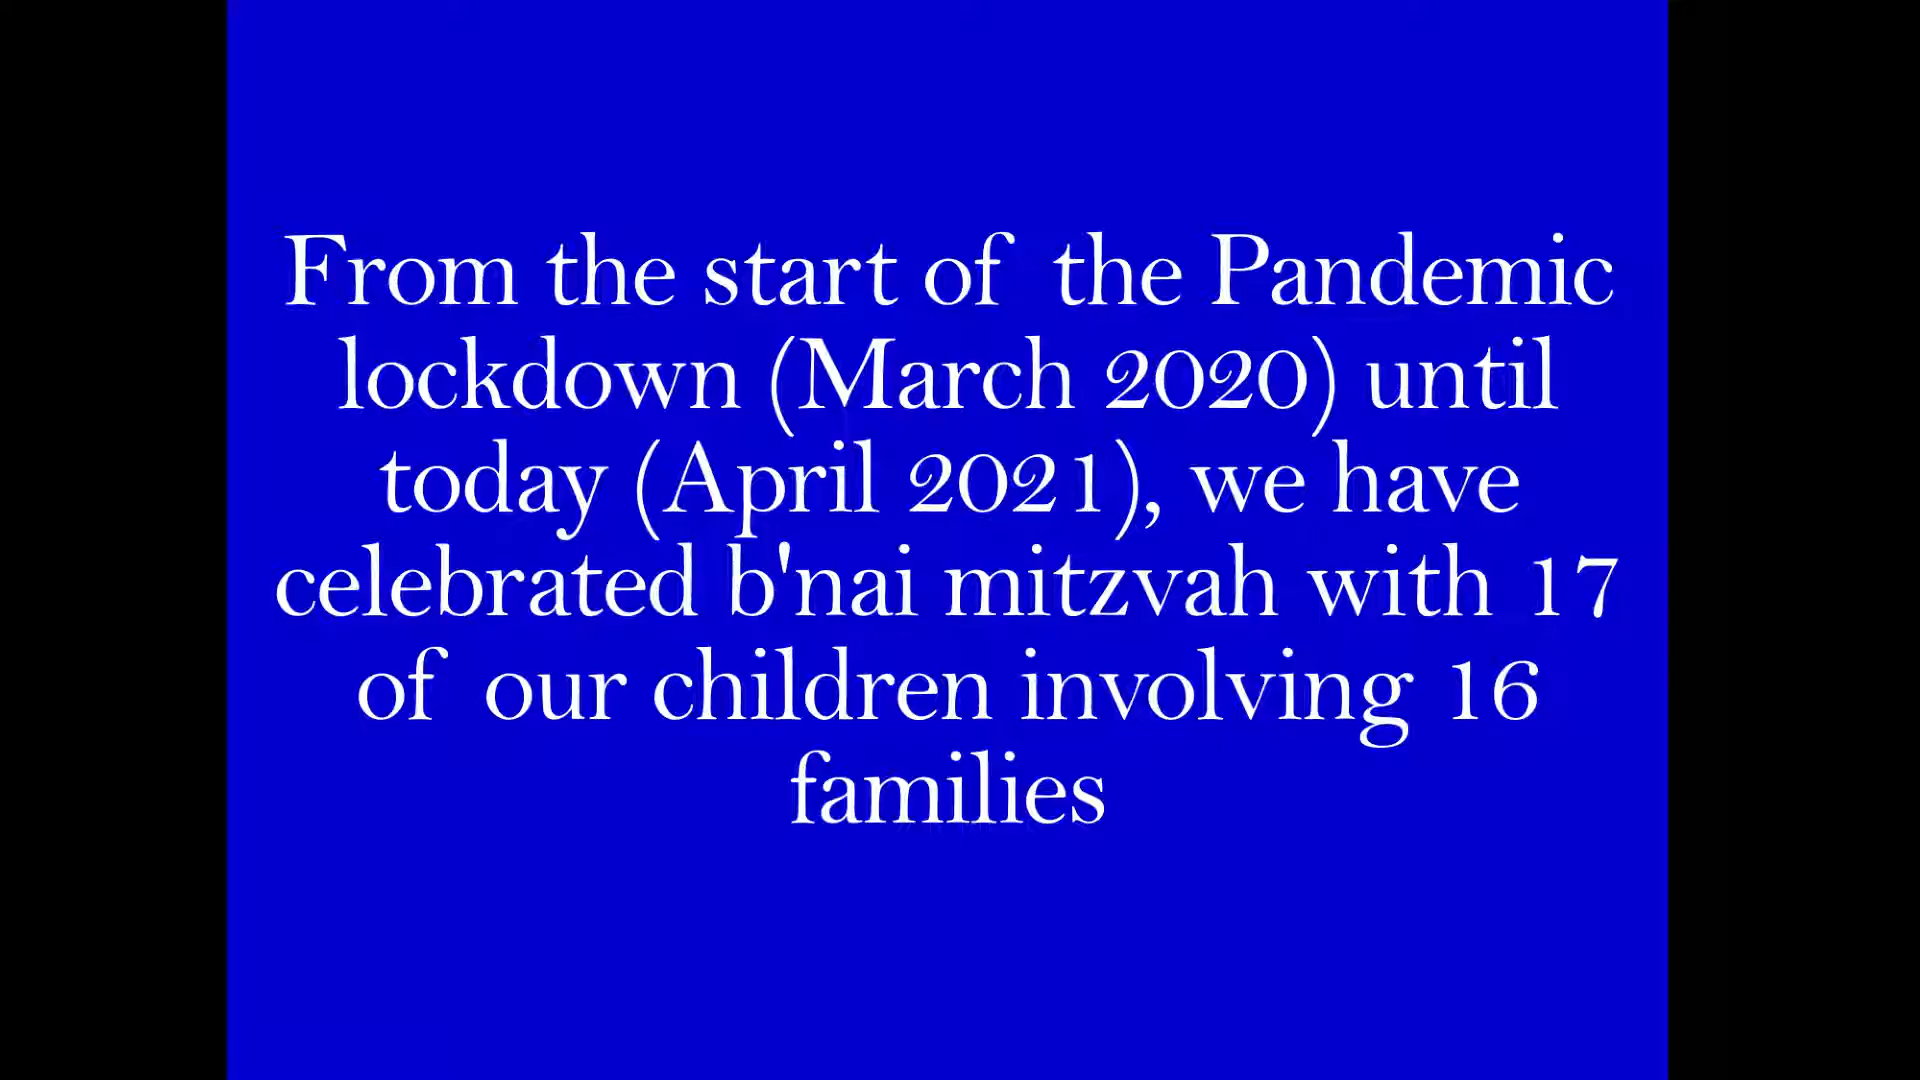 From the start of the Pandemic
lockdown (March 2020) until
today (April 2021), we have
celebrated b'nai mitzvah with 17
of our children involving 16
families